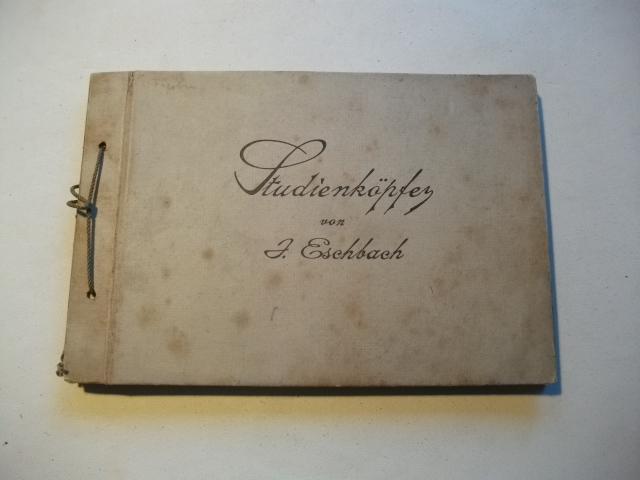 Studienköpfe
von
J. Eschbach